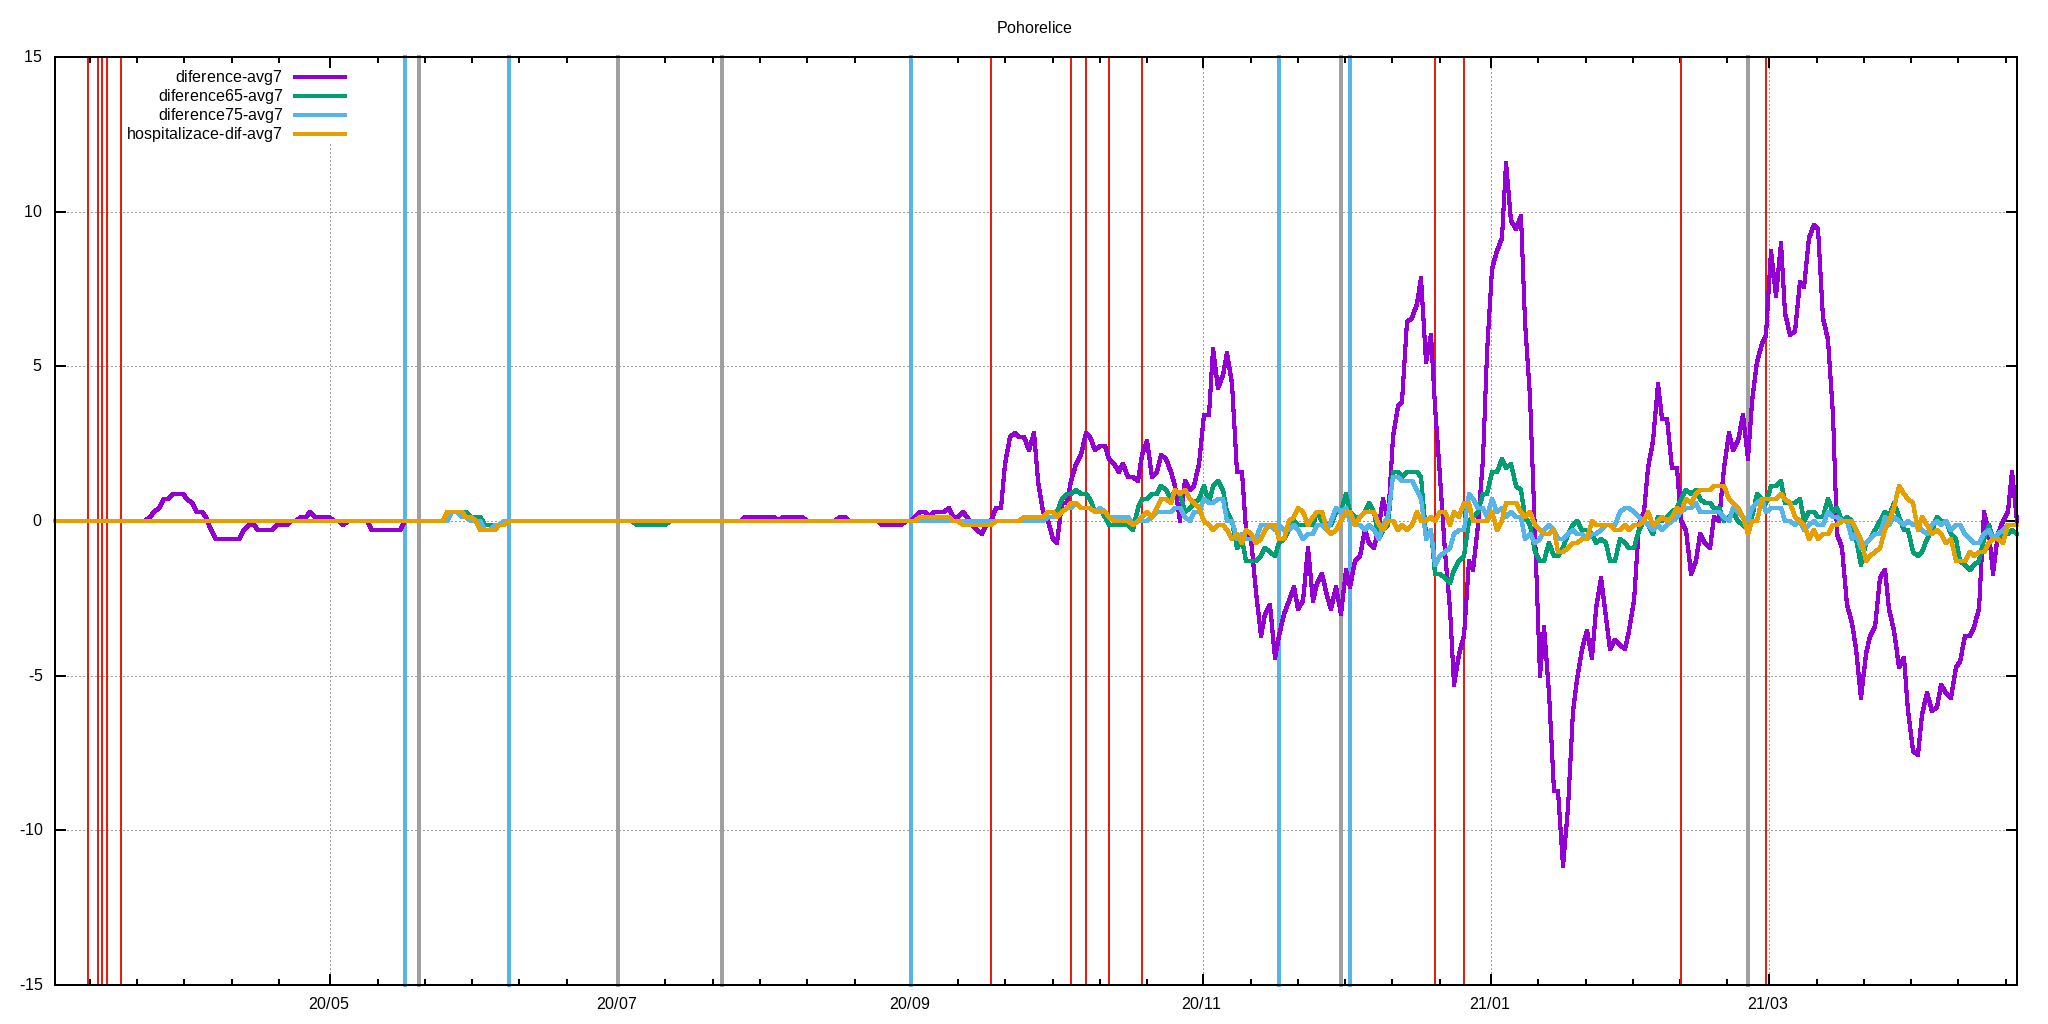 Pohorelice
15
diference-avg7
diference65-avg7
diference75-avg7
hospitalizace-dif-avg7
10
5
0
-5
-10
-15
20/05 20/07 20/09 20/11 21/01 21/03